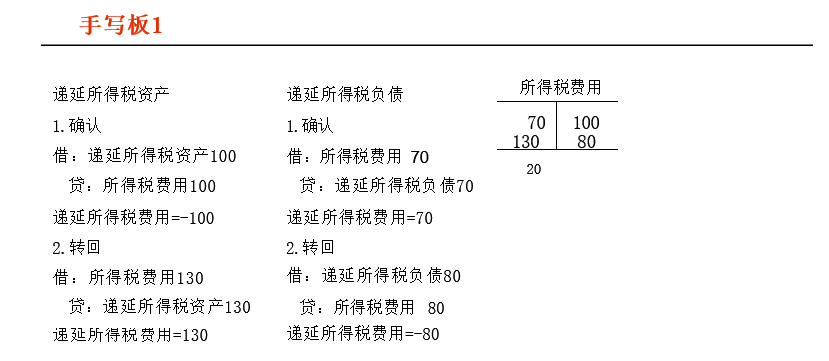 手写板1
递延所得税资产
1.确认
借：递延所得税资产100
贷：所得税费用100
递延所得税费用=-100
2.转回
借：所得税费用130
贷：递延所得税资产130
递延所得税费用=130
递延所得税负债
1.确认
借：所得税费用 70
贷：递延所得税负债70
递延所得税费用=70
2.转回
借：递延所得税负债80
贷：所得税费用 80
递延所得税费用=-80
所得税费用
70 100
130 80
20